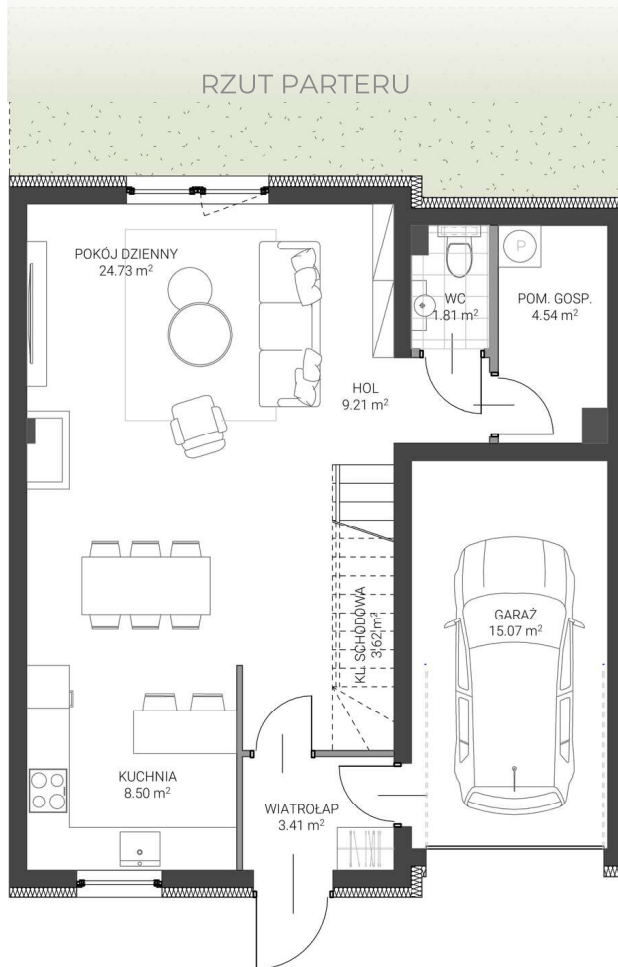 RZUT PARTERU
POKÓJ DZIENNY
24.73 m²
WC
1.81 m²
P
POM. GOSP.
4.54 m²
HOL
9.21 m²
KL. SCHODOWA
3.62 m²
GARAŻ
15.07 m²
KUCHNIA
8.50 m²
WIATROŁAP
3.41 m²